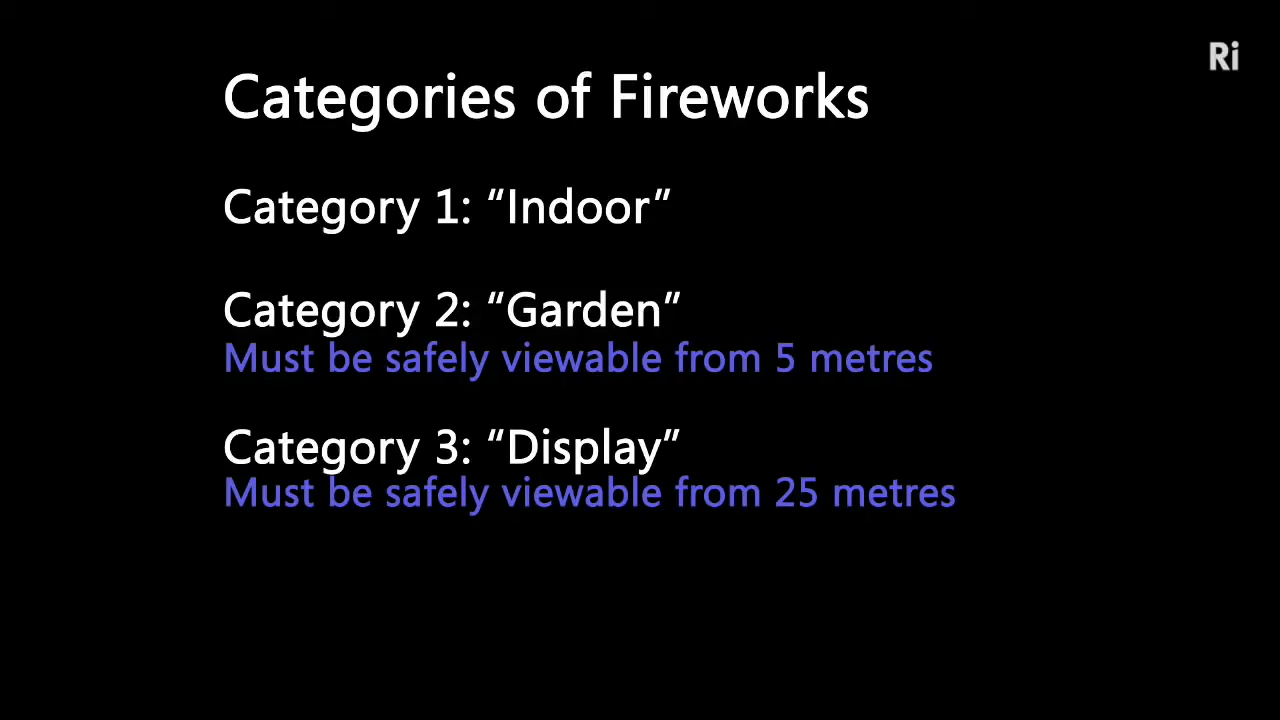 Ri
Categories of Fireworks
Category 1: “Indoor”
Category 2: “Garden”
Must be safely viewable from 5 metres
Category 3: “Display”
Must be safely viewable from 25 metres